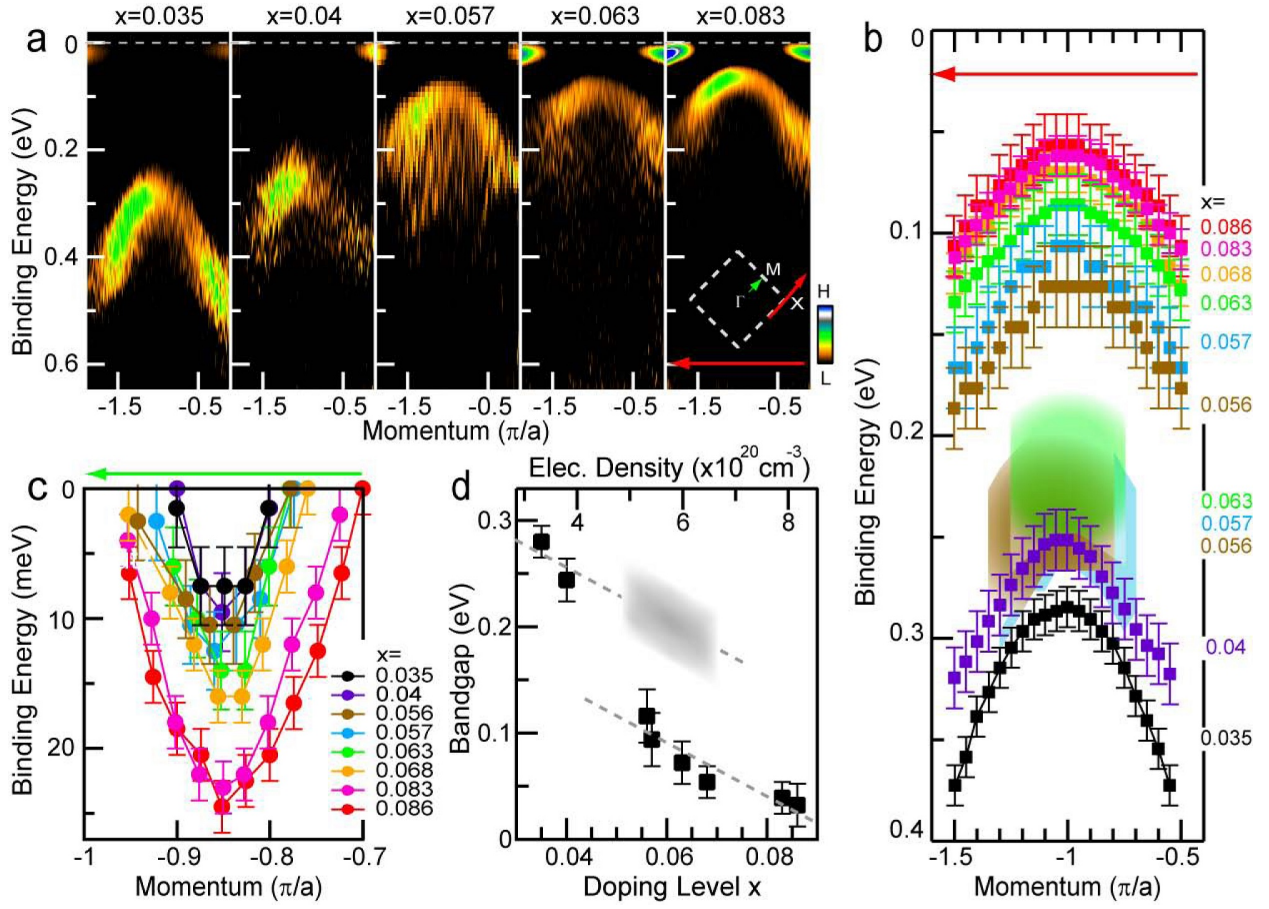 x=0.035 x=0.04 x=0.057 x=0.063 x=0.083
a
0
0.2
0.4
0.6
Binding Energy (eV)
Γ M X
H
L
-1.5 -0.5 -1.5 -0.5 -1.5 -0.5 -1.5 -0.5 -1.5 -0.5
Momentum (π/a)
b
0
0.1
0.2
0.3
0.4
Binding Energy (eV)
x=
0.086
0.083
0.068
0.063
0.057
0.056
0.063
0.057
0.056
0.04
0.035
-1.5 -1 -0.5
Momentum (π/a)
c
0
10
20
Binding Energy (meV)
x=
0.035
0.04
0.056
0.057
0.063
0.068
0.083
0.086
-1 -0.9 -0.8 -0.7
Momentum (π/a)
d
Elec. Density (x10²⁰cm⁻³)
4 6 8
0.3
0.2
0.1
0
Bandgap (eV)
0.04 0.06 0.08
Doping Level x